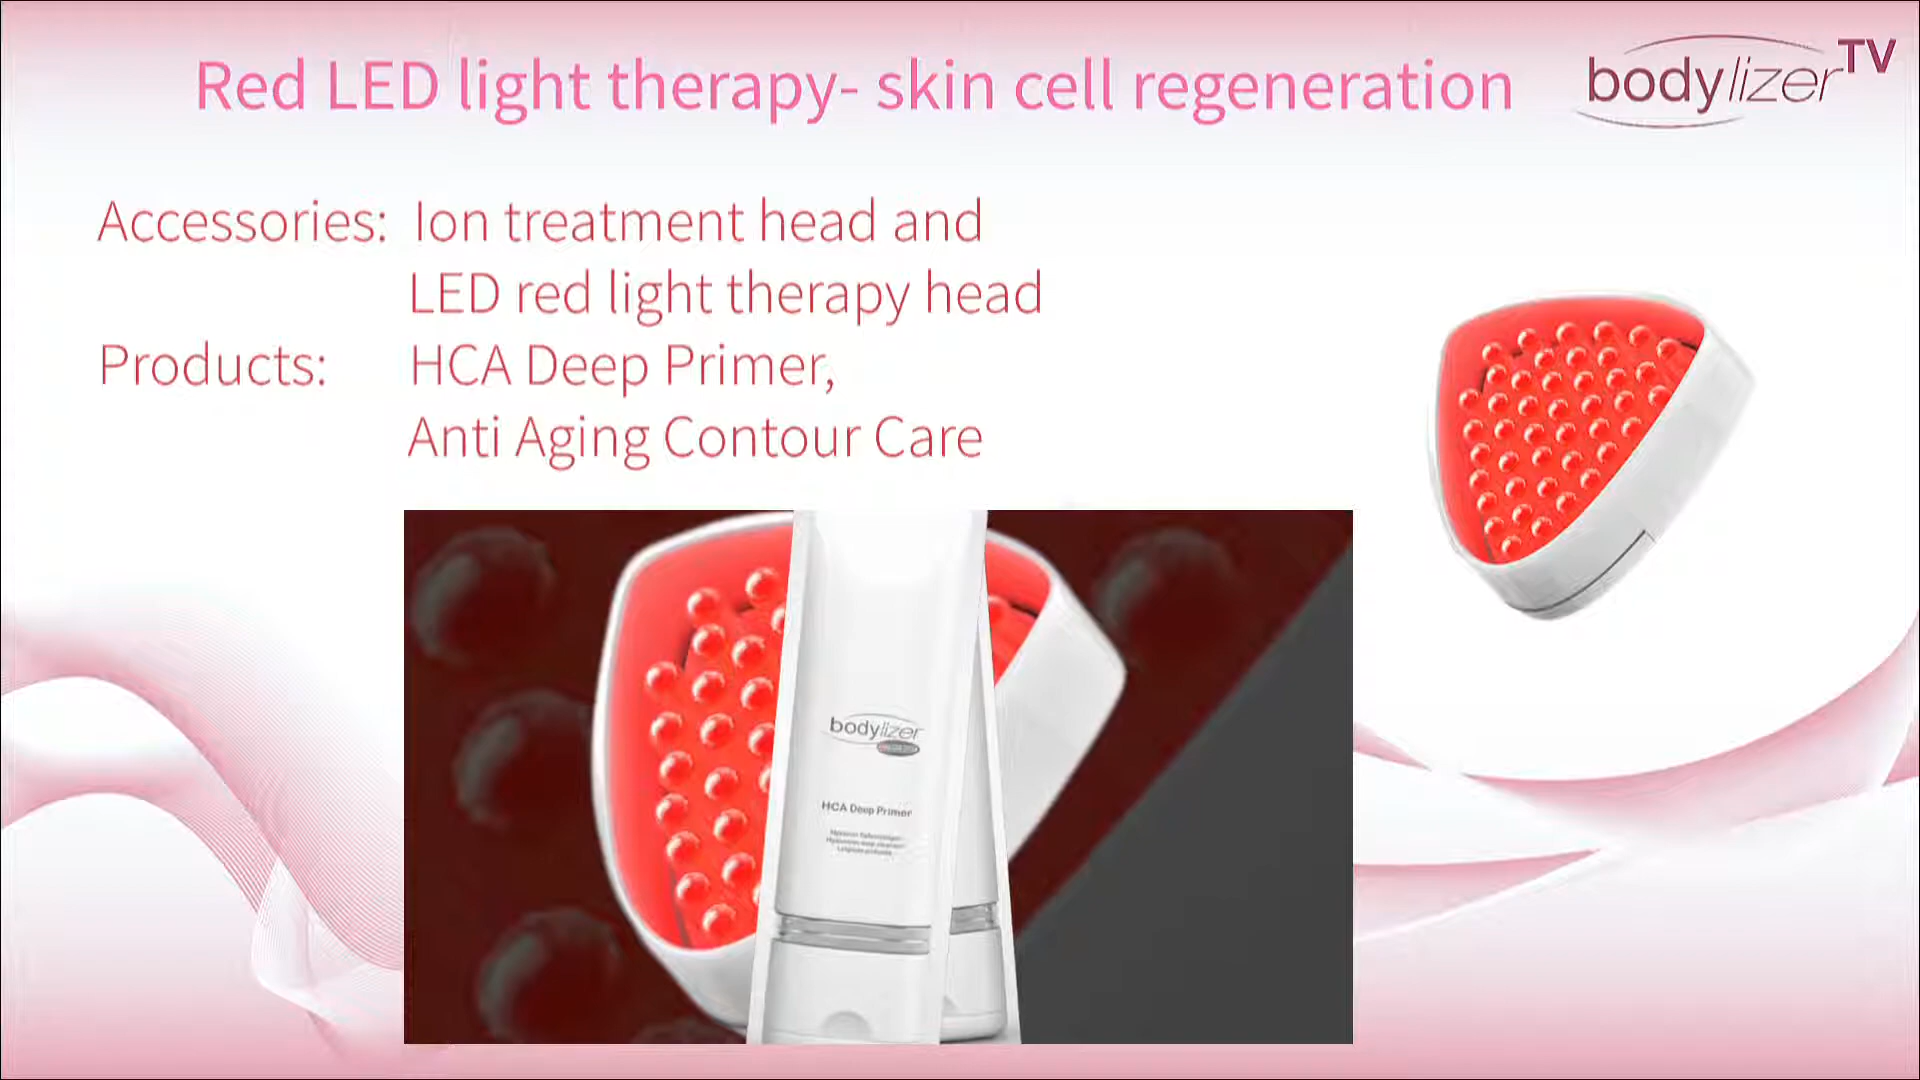 Red LED light therapy- skin cell regeneration
bodylizer TV
Accessories: Ion treatment head and
LED red light therapy head
Products: HCA Deep Primer,
Anti Aging Contour Care
bodylizer
HCA Deep Primer